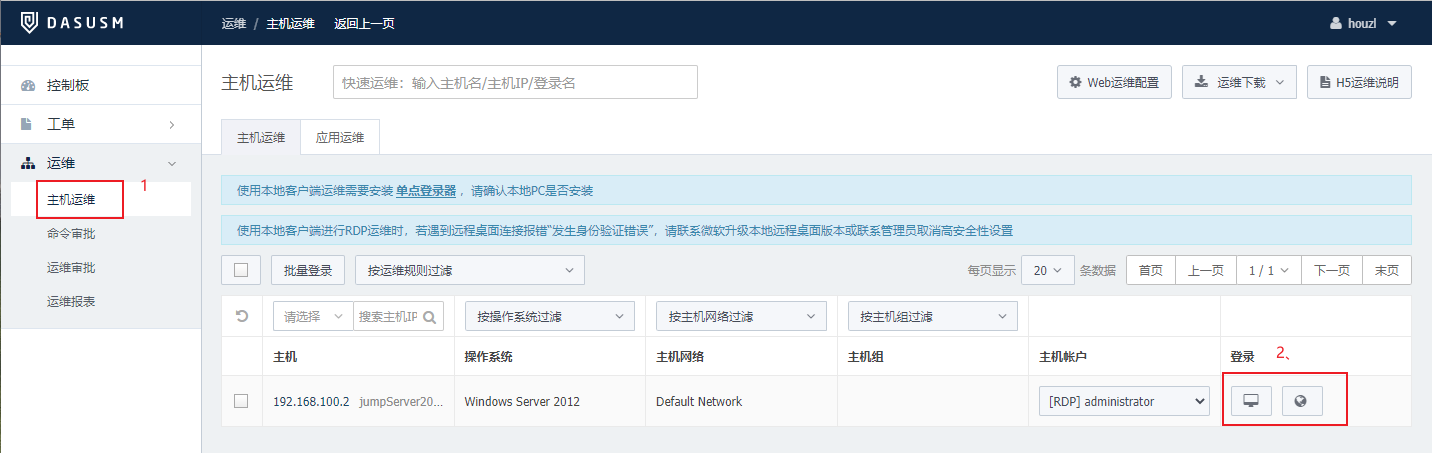 DASUSM
运维 / 主机运维 返回上一页
houzl
控制板
工单
运维
主机运维
1
命令审批
运维审批
运维报表
主机运维
快速运维：输入主机名/主机IP/登录名
Web运维配置
运维下载
H5运维说明
主机运维
应用运维
使用本地客户端运维需要安装 单点登录器 ，请确认本地PC是否安装
使用本地客户端进行RDP运维时，若遇到远程桌面连接报错“发生身份验证错误”，请联系微软升级本地远程桌面版本或联系管理员取消高安全性设置
批量登录 按运维规则过滤 每页显示 20 条数据 首页 上一页 1 / 1 下一页 末页
请选择 搜索主机IP 按操作系统过滤 按主机网络过滤 按主机组过滤
主机 操作系统 主机网络 主机组 主机帐户 登录 2、
192.168.100.2 jumpServer20... Windows Server 2012 Default Network [RDP] administrator